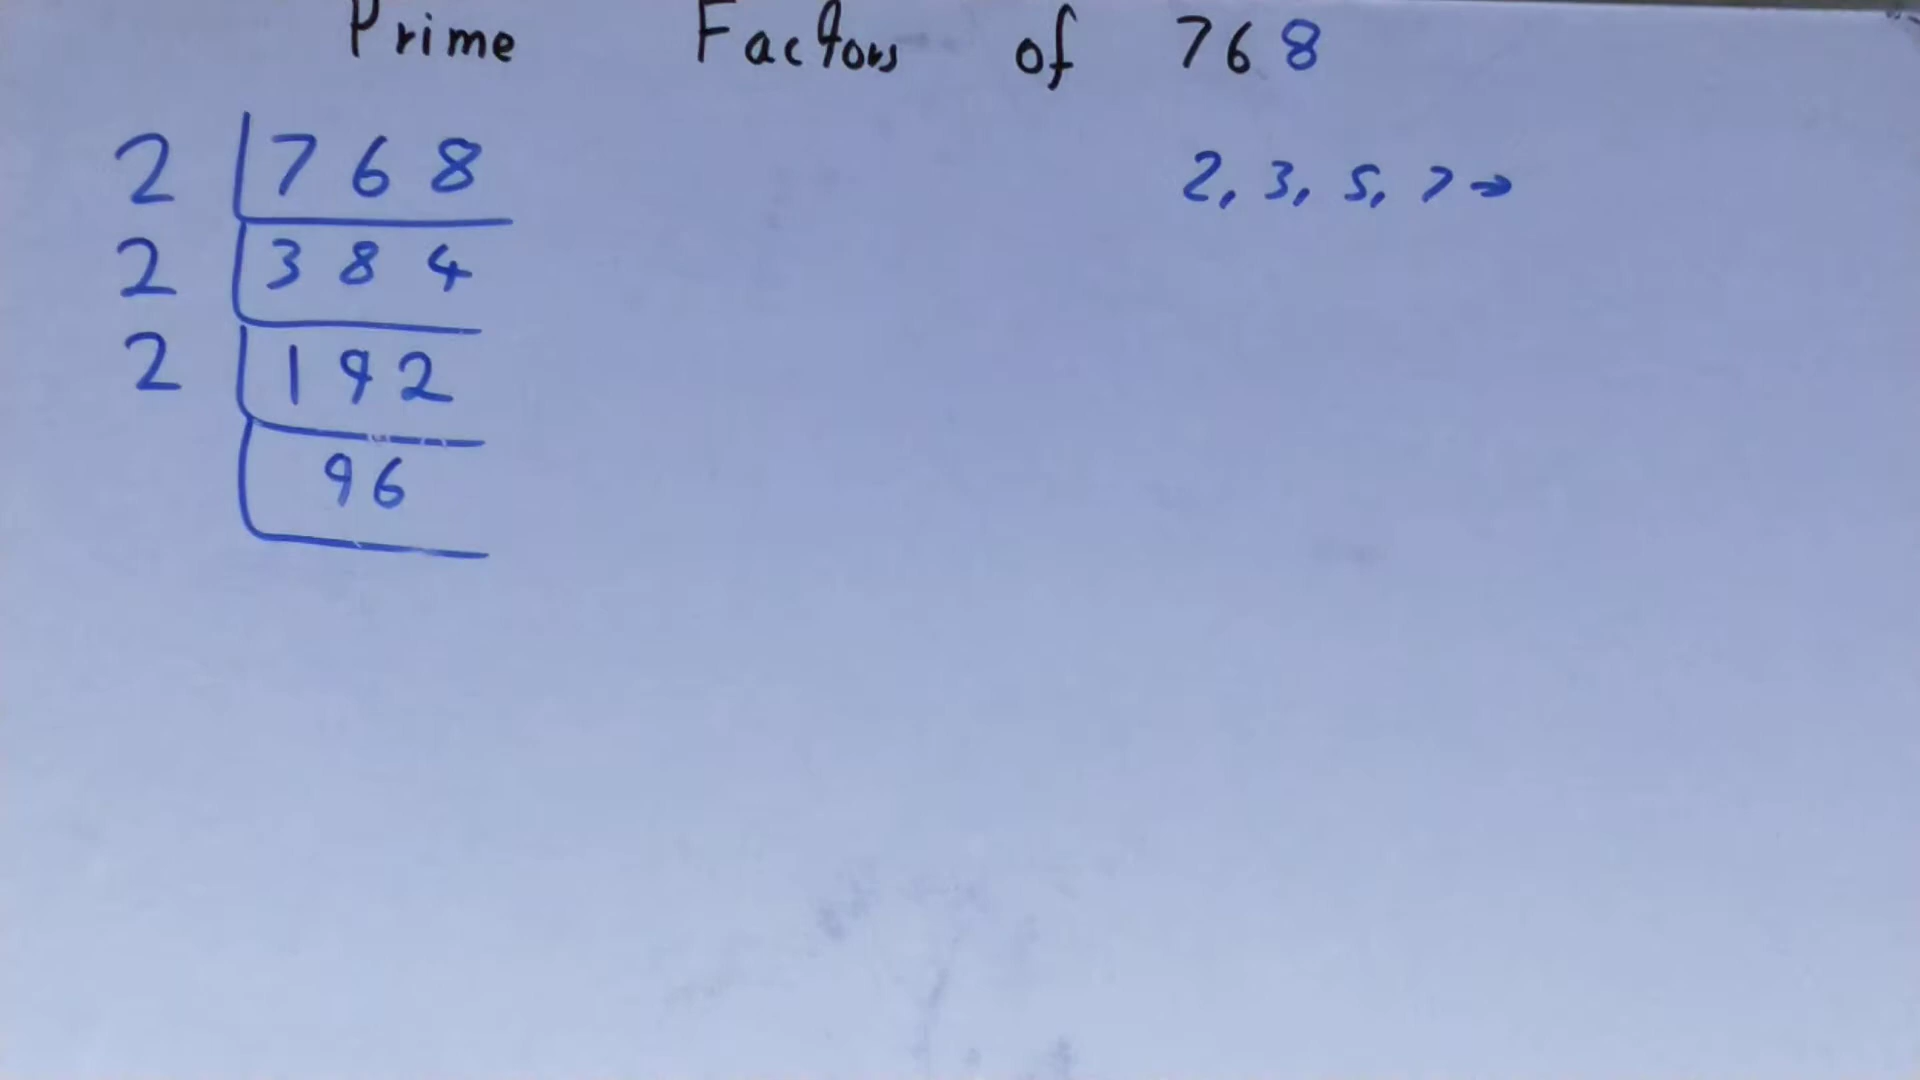 Prime Factors of 768
2 | 768
2, 3, 5, 7 →
2 | 384
2 | 192
96